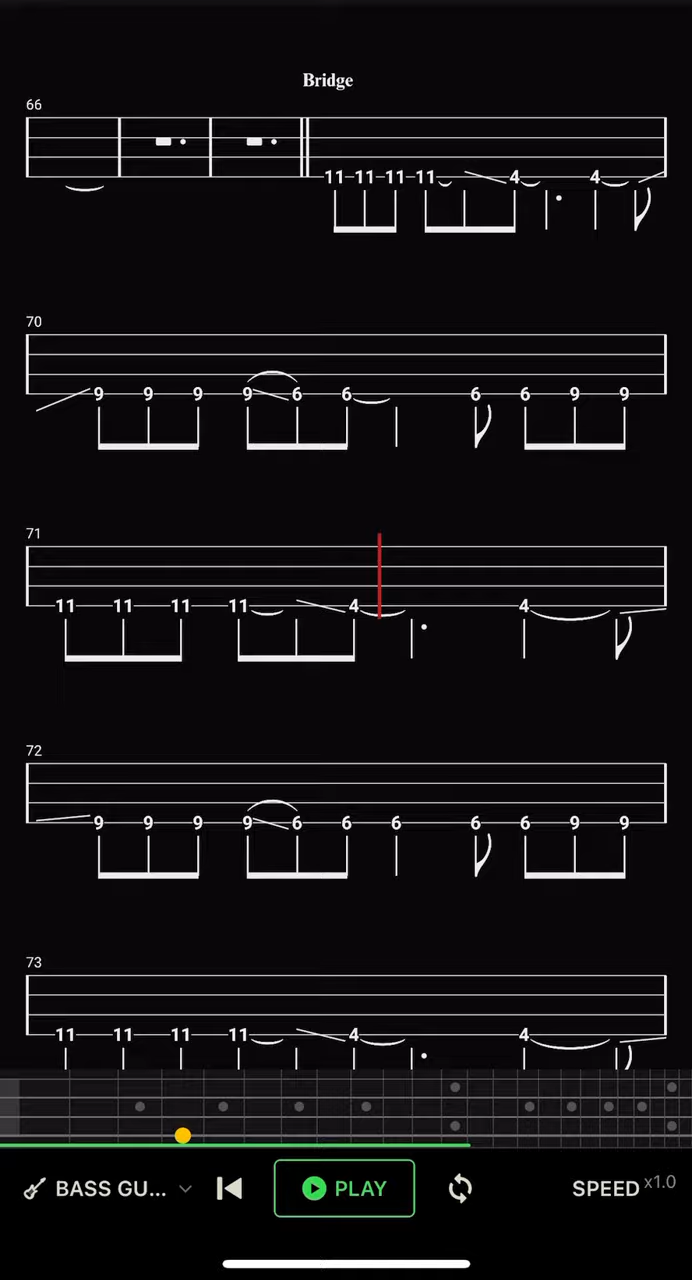 Bridge
66
11 11 11 11 4 4
70
9 9 9 9 6 6 6 6 9 9
71
11 11 11 11 4 4
72
9 9 9 9 6 6 6 6 6 9 9
73
11 11 11 11 4 4
BASS GU... PLAY SPEED x1.0